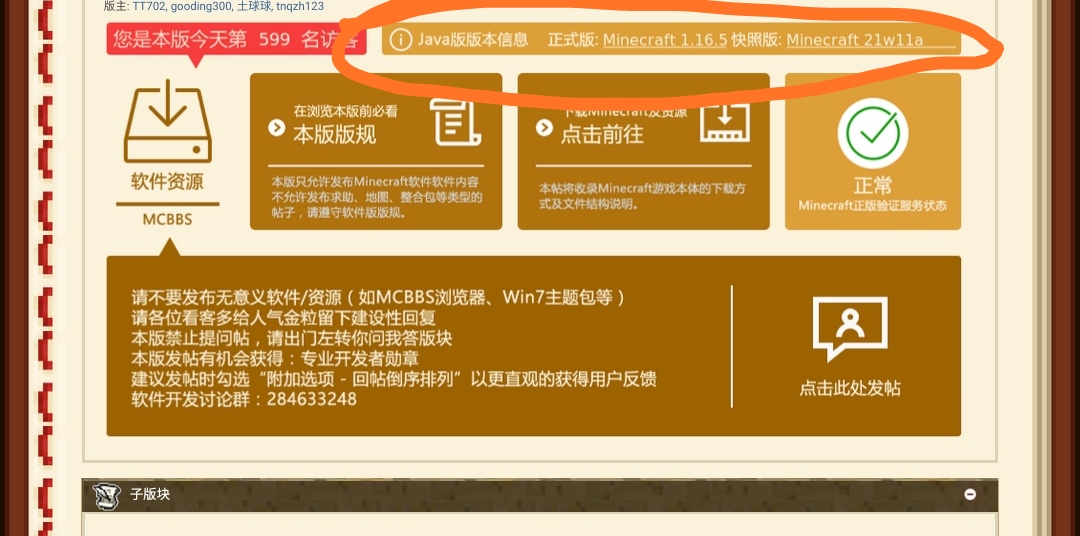 版主: TT702, gooding300, 土球球, tnqzh123
您是本版今天第 599 名访客
Java版版本信息 正式版: Minecraft 1.16.5 快照版: Minecraft 21w11a
软件资源
MCBBS
在浏览本版前必看
本版版规
本版只允许发布Minecraft软件软件内容
不允许发布求助、地图、整合包等类型的
帖子，请遵守软件版版规。
下载Minecraft及资源
点击前往
本帖将收录Minecraft游戏本体的下载方
式及文件结构说明。
正常
Minecraft正版验证服务状态
请不要发布无意义软件/资源（如MCBBS浏览器、Win7主题包等）
请各位看客多给人气金粒留下建设性回复
本版禁止提问帖，请出门左转你问我答版块
本版发帖有机会获得：专业开发者勋章
建议发帖时勾选“附加选项 - 回帖倒序排列”以更直观的获得用户反馈
软件开发讨论群：284633248
点击此处发帖
子版块